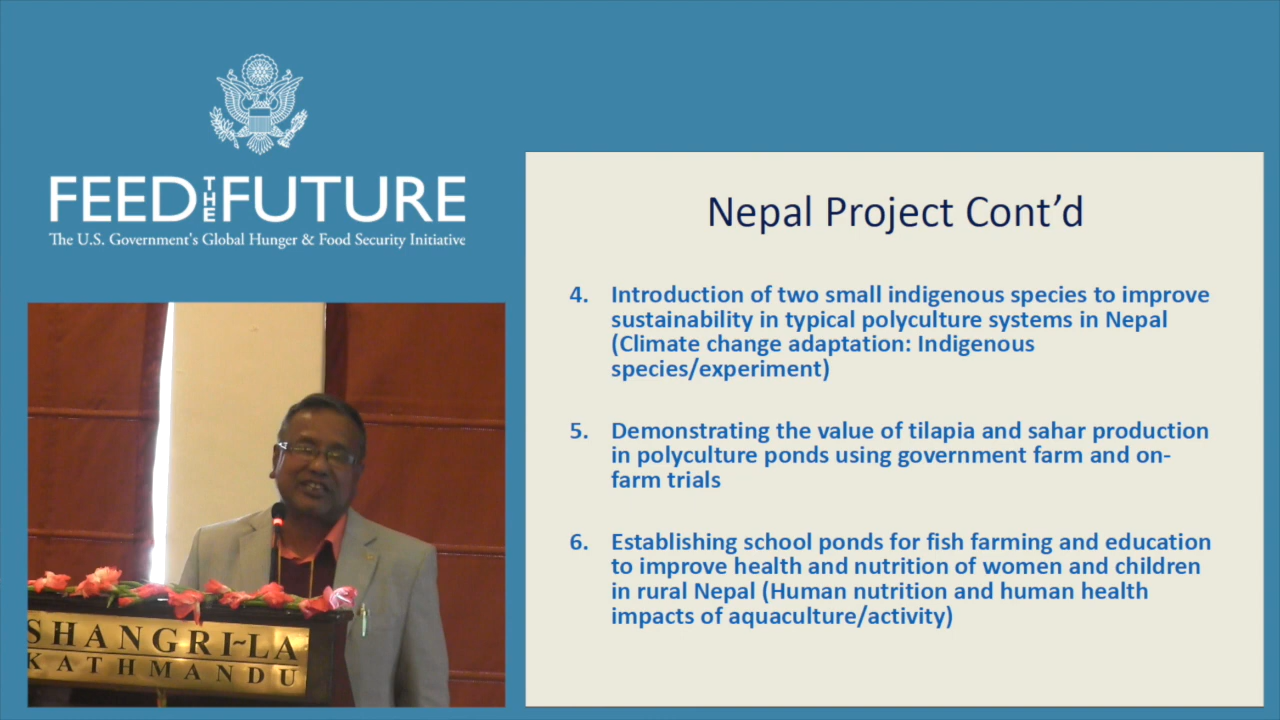 FEED THE FUTURE
The U.S. Government's Global Hunger & Food Security Initiative
Nepal Project Cont'd
4. Introduction of two small indigenous species to improve
sustainability in typical polyculture systems in Nepal
(Climate change adaptation: Indigenous
species/experiment)
5. Demonstrating the value of tilapia and sahar production
in polyculture ponds using government farm and on-
farm trials
6. Establishing school ponds for fish farming and education
to improve health and nutrition of women and children
in rural Nepal (Human nutrition and human health
impacts of aquaculture/activity)
SHANGRI~LA
KATHMANDU